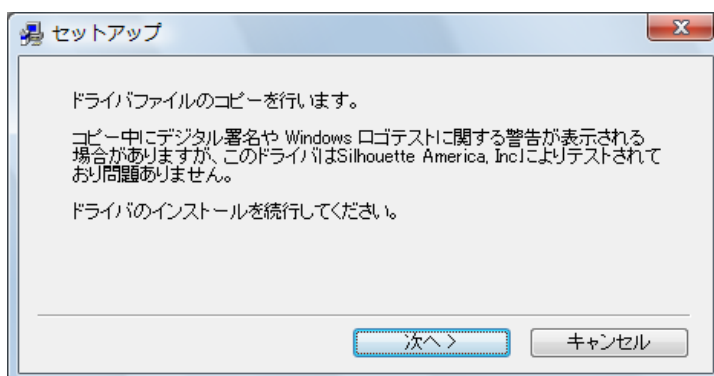 セットアップ
ドライバファイルのコピーを行います。
コピー中にデジタル署名や Windows ロゴテストに関する警告が表示される
場合がありますが、このドライバはSilhouette America, Incによりテストされて
おり問題ありません。
ドライバのインストールを続行してください。
次へ >
キャンセル